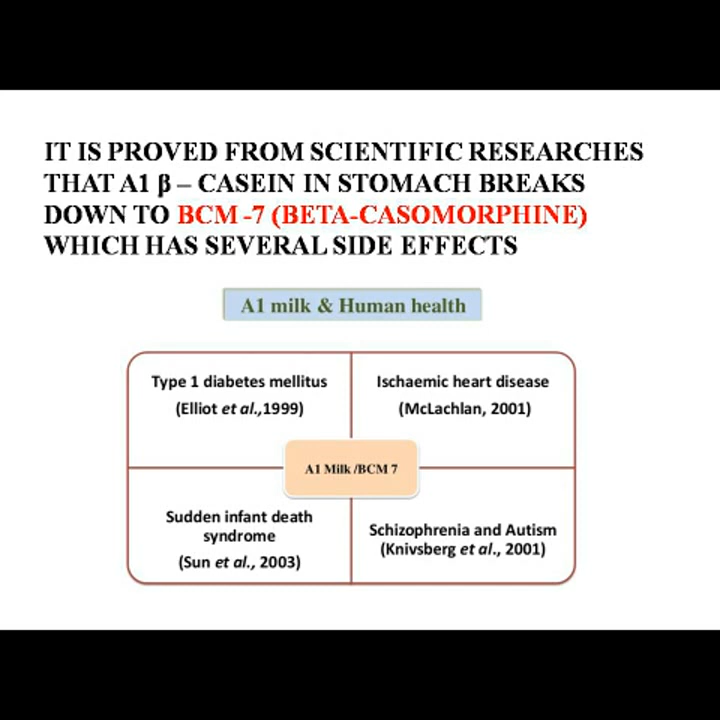 IT IS PROVED FROM SCIENTIFIC RESEARCHES
THAT A1 β – CASEIN IN STOMACH BREAKS
DOWN TO BCM -7 (BETA-CASOMORPHINE)
WHICH HAS SEVERAL SIDE EFFECTS
A1 milk & Human health
Type 1 diabetes mellitus
(Elliot et al.,1999)
Ischaemic heart disease
(McLachlan, 2001)
A1 Milk /BCM 7
Sudden infant death
syndrome
(Sun et al., 2003)
Schizophrenia and Autism
(Knivsberg et al., 2001)